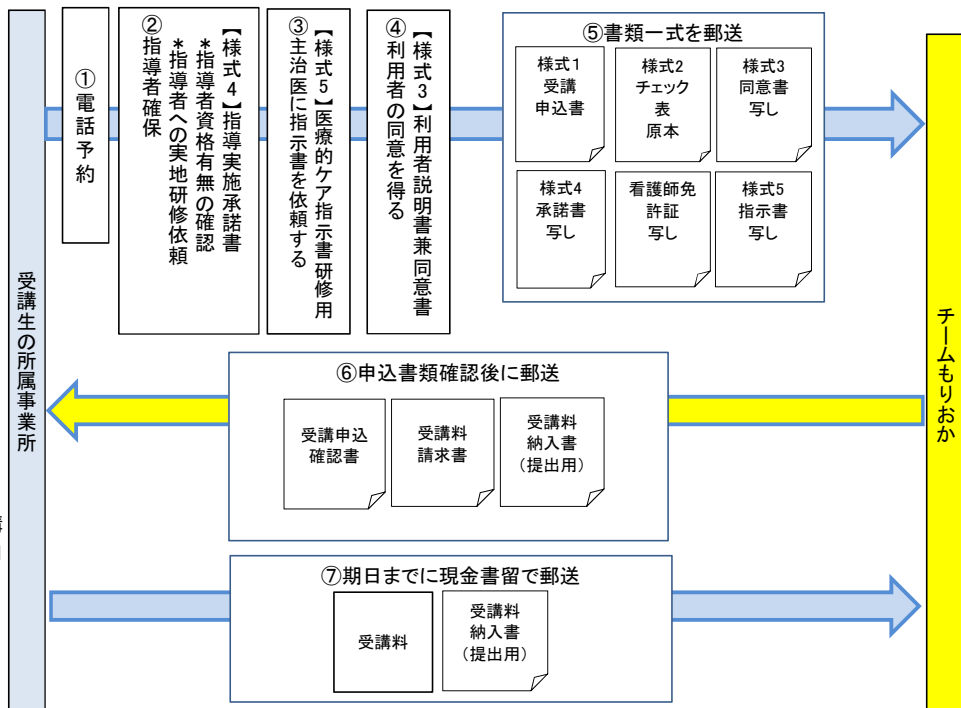 受講生の所属事業所
①電話予約
【様式4】指導実施承諾書
*指導者資格有無の確認
*指導者への実地研修依頼
②指導者確保
【様式5】医療的ケア指示書研修用
③主治医に指示書を依頼する
【様式3】利用者説明書兼同意書
④利用者の同意を得る
⑤書類一式を郵送
様式1
受講
申込書
様式2
チェック
表
原本
様式3
同意書
写し
様式4
承諾書
写し
看護師免
許証
写し
様式5
指示書
写し
チームもりおか
⑥申込書類確認後に郵送
受講申込
確認書
受講料
請求書
受講料
納入書
(提出用)
⑦期日までに現金書留で郵送
受講料
受講料
納入書
(提出用)